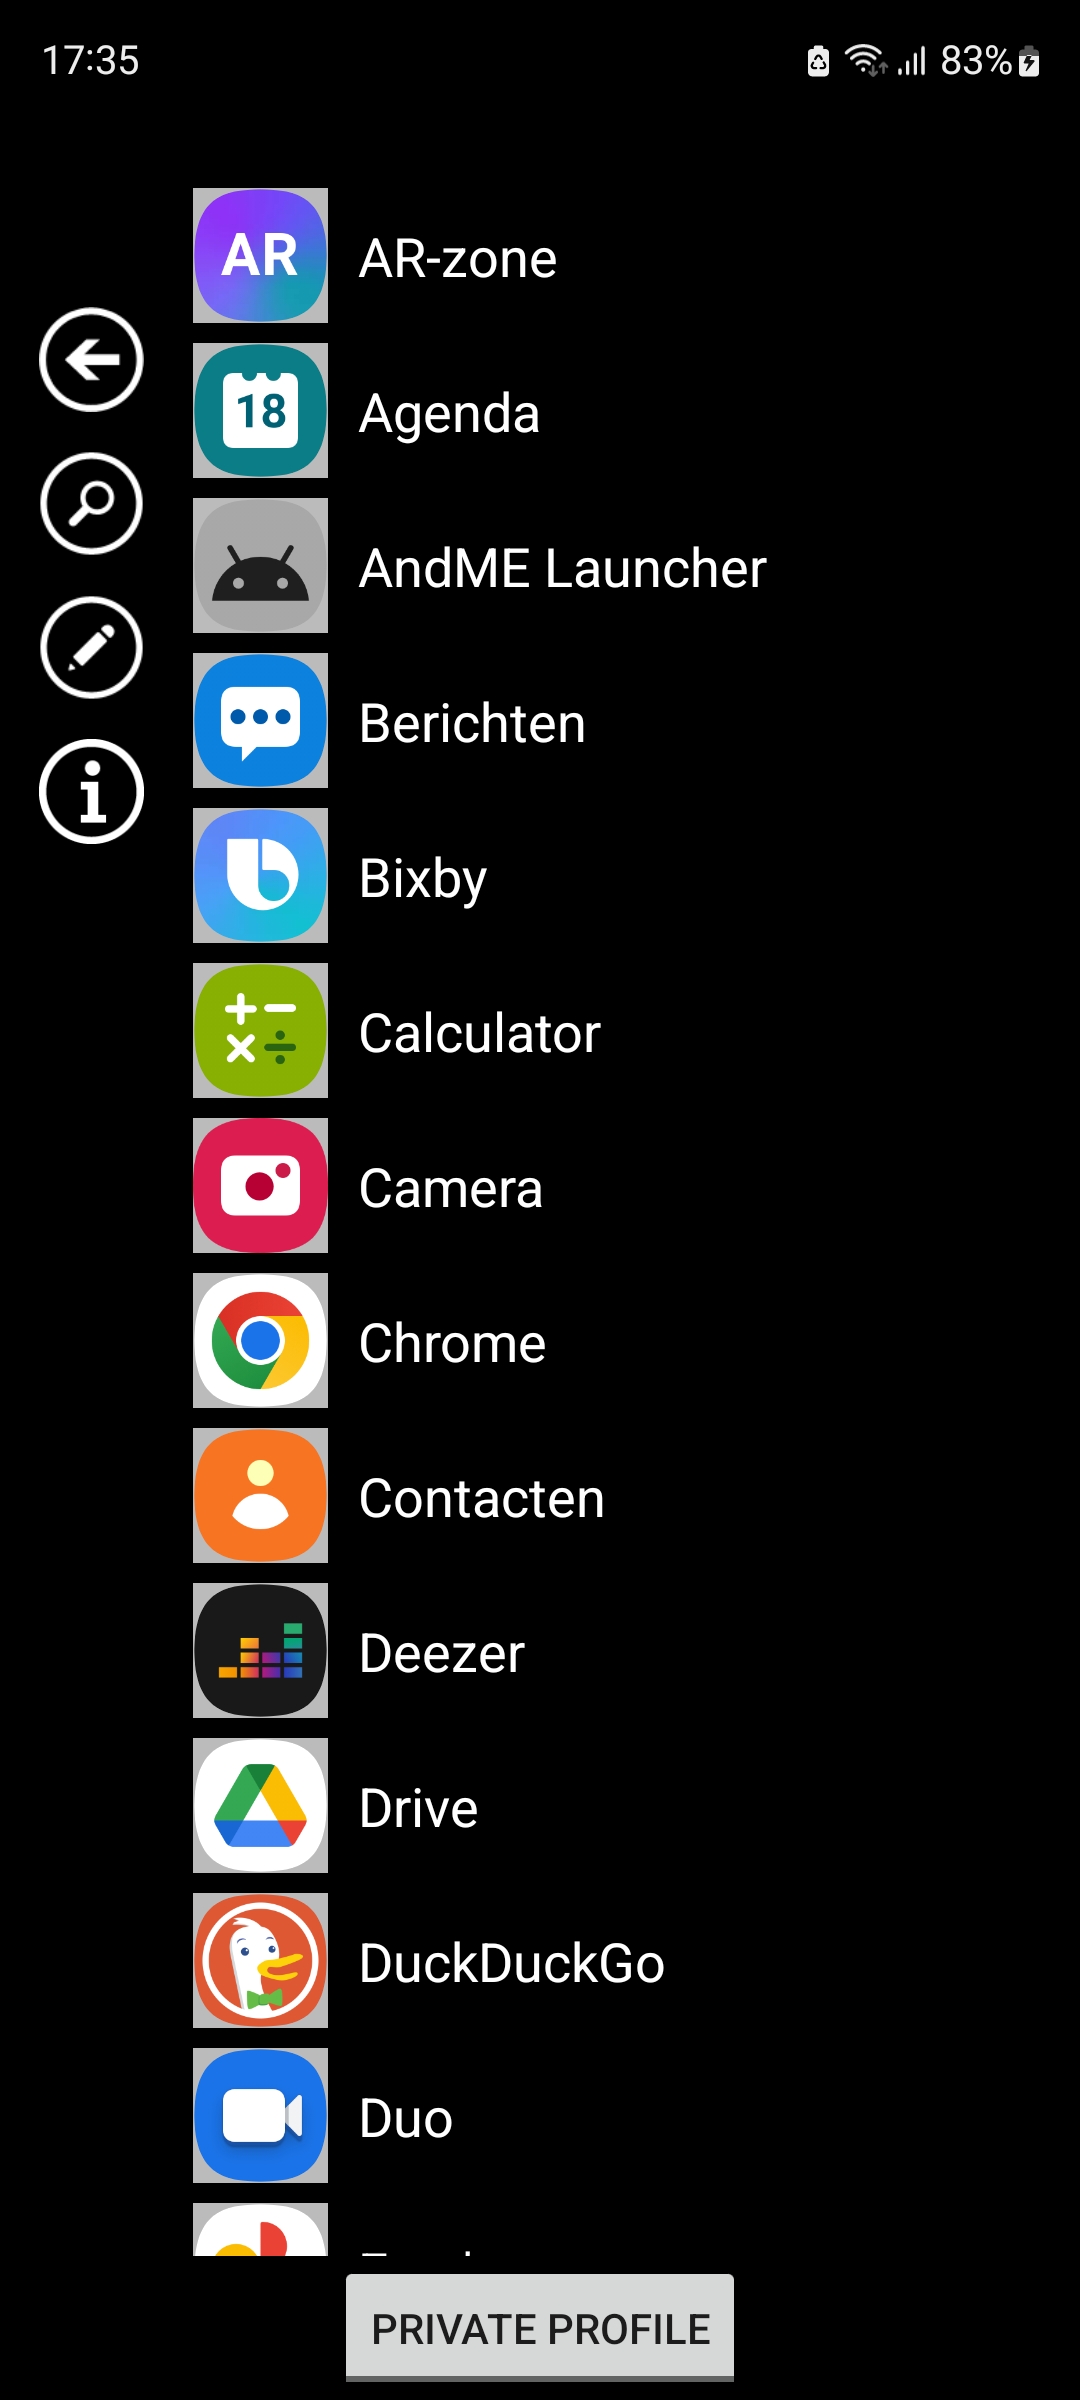 17:35
83%
AR
AR-zone
18
Agenda
AndME Launcher
Berichten
Bixby
Calculator
Camera
Chrome
Contacten
Deezer
Drive
DuckDuckGo
Duo
PRIVATE PROFILE